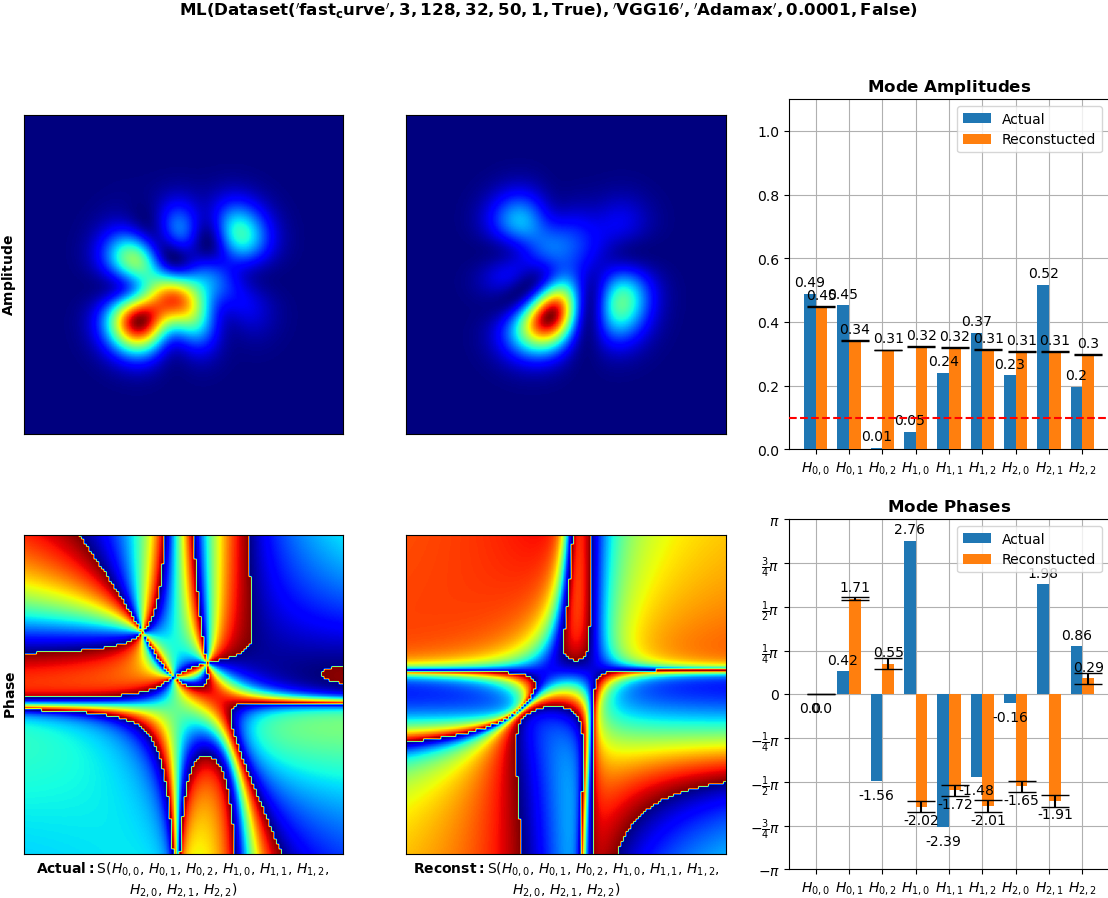 ML(Dataset('fast_curve', 3, 128, 32, 50, 1, True), 'VGG16', 'Adamax', 0.0001, False)
Amplitude
Mode Amplitudes
Actual
Reconstucted
1.0
0.8
0.6
0.4
0.2
0.0
0.49
0.45
0.45
0.34
0.01
0.31
0.05
0.32
0.24
0.32
0.37
0.31
0.23
0.31
0.52
0.31
0.2
0.3
H0,0 H0,1 H0,2 H1,0 H1,1 H1,2 H2,0 H2,1 H2,2
Phase
Actual: S(H0,0, H0,1, H0,2, H1,0, H1,1, H1,2,
H2,0, H2,1, H2,2)
Reconst: S(H0,0, H0,1, H0,2, H1,0, H1,1, H1,2,
H2,0, H2,1, H2,2)
Mode Phases
Actual
Reconstucted
π
3/4π
1/2π
1/4π
0
−1/4π
−1/2π
−3/4π
−π
0.0
0.0
0.42
1.71
-1.56
0.55
2.76
-2.02
-2.39
-1.72
-1.48
-2.01
-0.16
-1.65
1.98
-1.91
0.86
0.29
H0,0 H0,1 H0,2 H1,0 H1,1 H1,2 H2,0 H2,1 H2,2